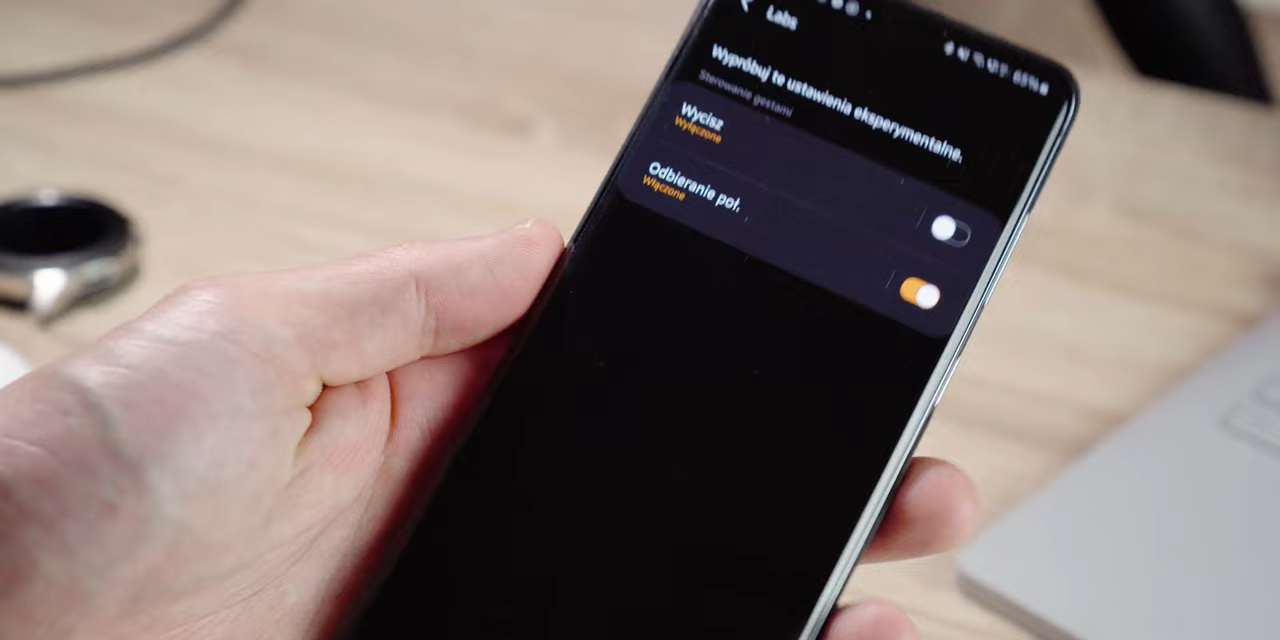 Labs
Wypróbuj te ustawienia eksperymentalne.
Sterowanie gestami
Wycisz
Wyłączone
Odbieranie poł.
Włączone